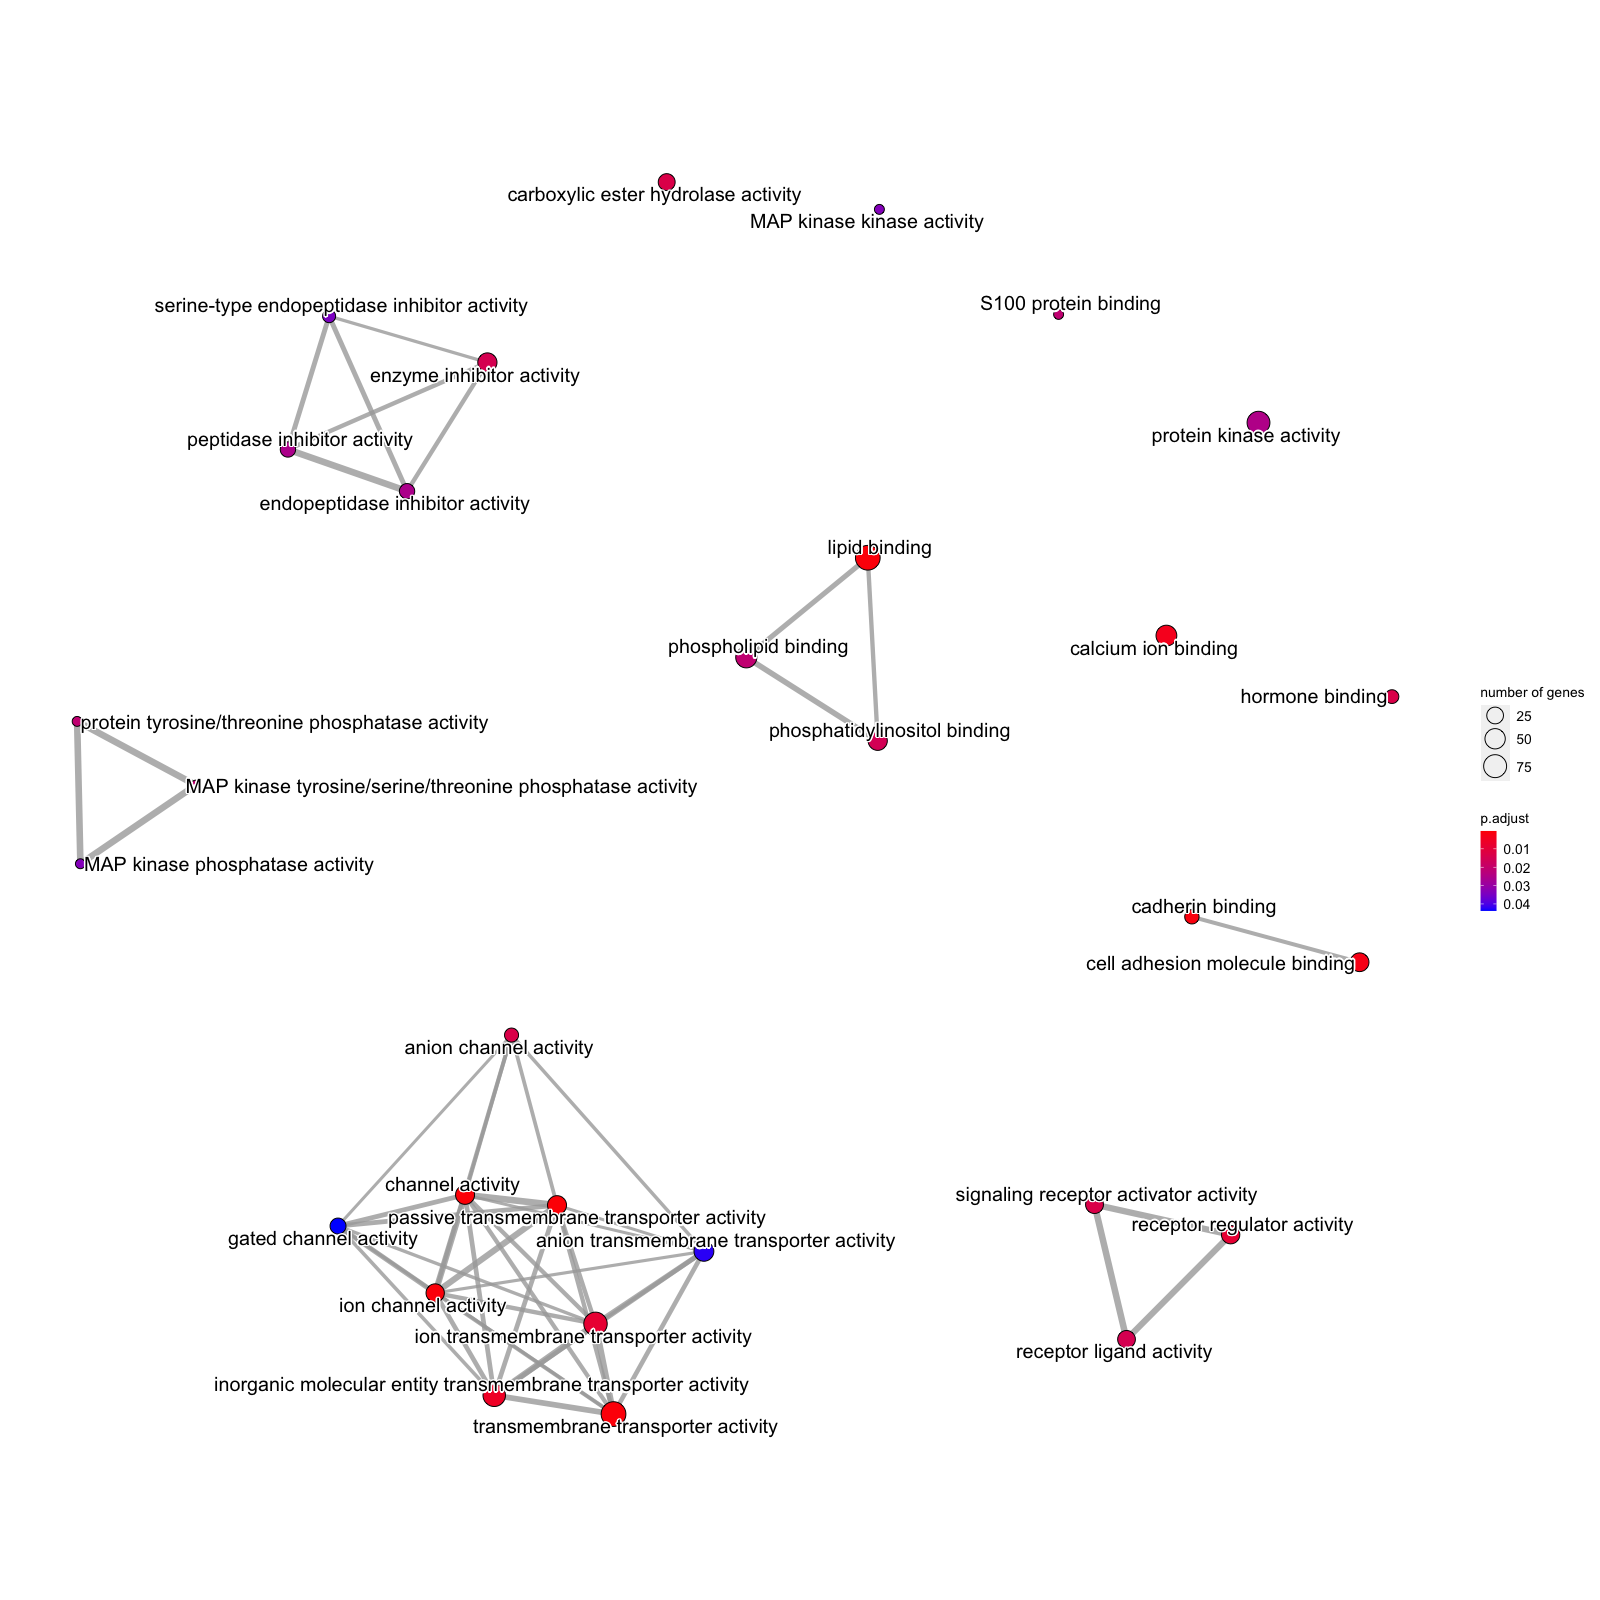 carboxylic ester hydrolase activity
MAP kinase kinase activity
S100 protein binding
serine-type endopeptidase inhibitor activity
enzyme inhibitor activity
peptidase inhibitor activity
endopeptidase inhibitor activity
protein kinase activity
lipid binding
phospholipid binding
phosphatidylinositol binding
calcium ion binding
hormone binding
protein tyrosine/threonine phosphatase activity
MAP kinase tyrosine/serine/threonine phosphatase activity
MAP kinase phosphatase activity
number of genes
25
50
75
p.adjust
0.01
0.02
0.03
0.04
cadherin binding
cell adhesion molecule binding
anion channel activity
channel activity
passive transmembrane transporter activity
gated channel activity
anion transmembrane transporter activity
ion channel activity
ion transmembrane transporter activity
inorganic molecular entity transmembrane transporter activity
transmembrane transporter activity
signaling receptor activator activity
receptor regulator activity
receptor ligand activity